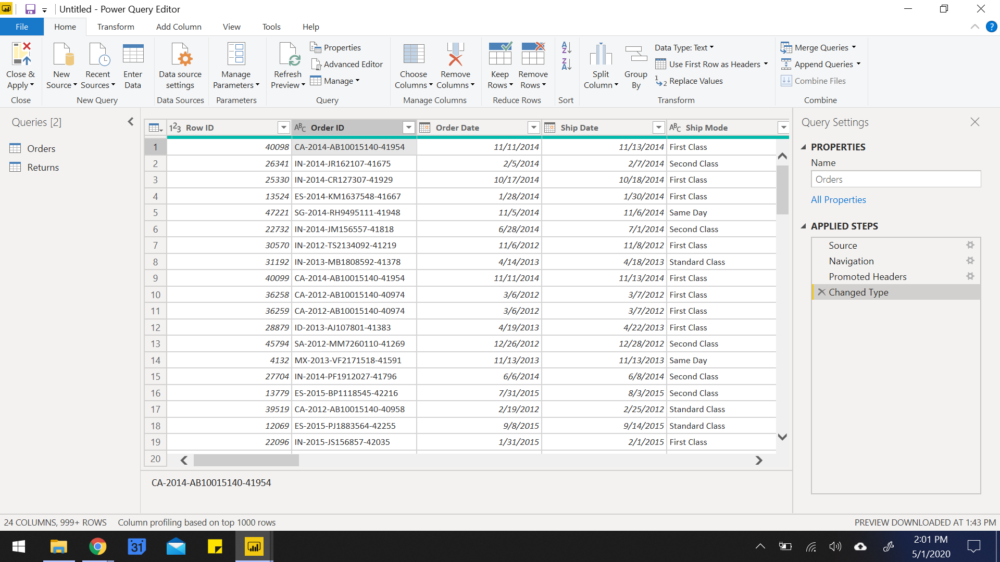 Untitled - Power Query Editor
File Home Transform Add Column View Tools Help
Close & Apply
New Source
Recent Sources
Enter Data
Data source settings
Manage Parameters
Refresh Preview
Properties
Advanced Editor
Manage
Choose Columns
Remove Columns
Keep Rows
Remove Rows
Split Column
Group By
Data Type: Text
Use First Row as Headers
Replace Values
Merge Queries
Append Queries
Combine Files
Close New Query Data Sources Parameters Query Manage Columns Reduce Rows Sort Transform Combine
Queries [2]
Orders
Returns
Row ID Order ID Order Date Ship Date Ship Mode
1 40098 CA-2014-AB10015140-41954 11/11/2014 11/13/2014 First Class
2 26341 IN-2014-JR162107-41675 2/5/2014 2/7/2014 Second Class
3 25330 IN-2014-CR127307-41929 10/17/2014 10/18/2014 First Class
4 13524 ES-2014-KM1637548-41667 1/28/2014 1/30/2014 First Class
5 47221 SG-2014-RH9495111-41948 11/5/2014 11/6/2014 Same Day
6 22732 IN-2014-JM156557-41818 6/28/2014 7/1/2014 Second Class
7 30570 IN-2012-TS2134092-41219 11/6/2012 11/8/2012 First Class
8 31192 IN-2013-MB1808592-41378 4/14/2013 4/18/2013 Standard Class
9 40099 CA-2014-AB10015140-41954 11/11/2014 11/13/2014 First Class
10 36258 CA-2012-AB10015140-40974 3/6/2012 3/7/2012 First Class
11 36259 CA-2012-AB10015140-40974 3/6/2012 3/7/2012 First Class
12 28879 ID-2013-AJ107801-41383 4/19/2013 4/22/2013 First Class
13 45794 SA-2012-MM7260110-41269 12/26/2012 12/28/2012 Second Class
14 4132 MX-2013-VF2171518-41591 11/13/2013 11/13/2013 Same Day
15 27704 IN-2014-PF1912027-41796 6/6/2014 6/8/2014 Second Class
16 13779 ES-2015-BP1118545-42216 7/31/2015 8/3/2015 Second Class
17 39519 CA-2012-AB10015140-40958 2/19/2012 2/25/2012 Standard Class
18 12069 ES-2015-PJ1883564-42255 9/8/2015 9/14/2015 Standard Class
19 22096 IN-2015-JS156857-42035 1/31/2015 2/1/2015 First Class
20
CA-2014-AB10015140-41954
Query Settings
PROPERTIES
Name
Orders
All Properties
APPLIED STEPS
Source
Navigation
Promoted Headers
Changed Type
24 COLUMNS, 999+ ROWS Column profiling based on top 1000 rows
PREVIEW DOWNLOADED AT 1:43 PM
31
2:01 PM
5/1/2020